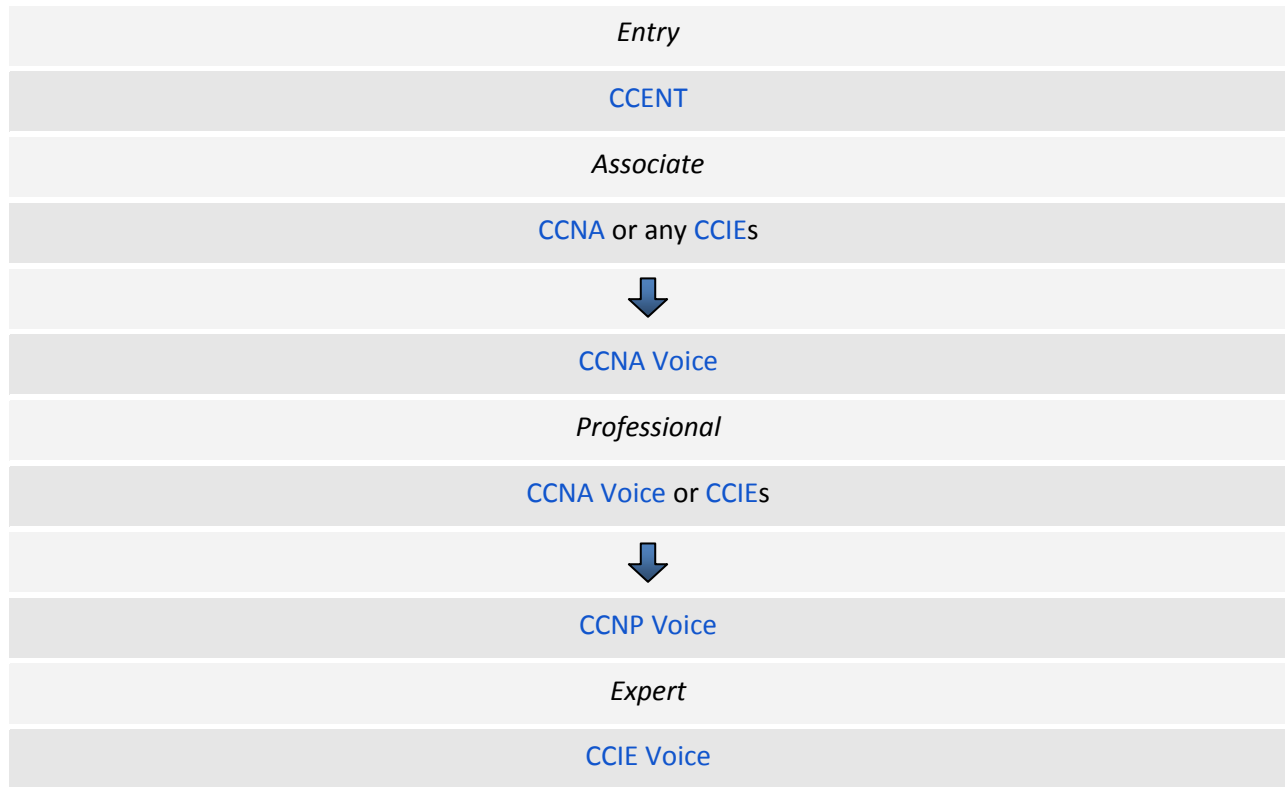 Entry
CCENT
Associate
CCNA or any CCIEs
CCNA Voice
Professional
CCNA Voice or CCIEs
CCNP Voice
Expert
CCIE Voice